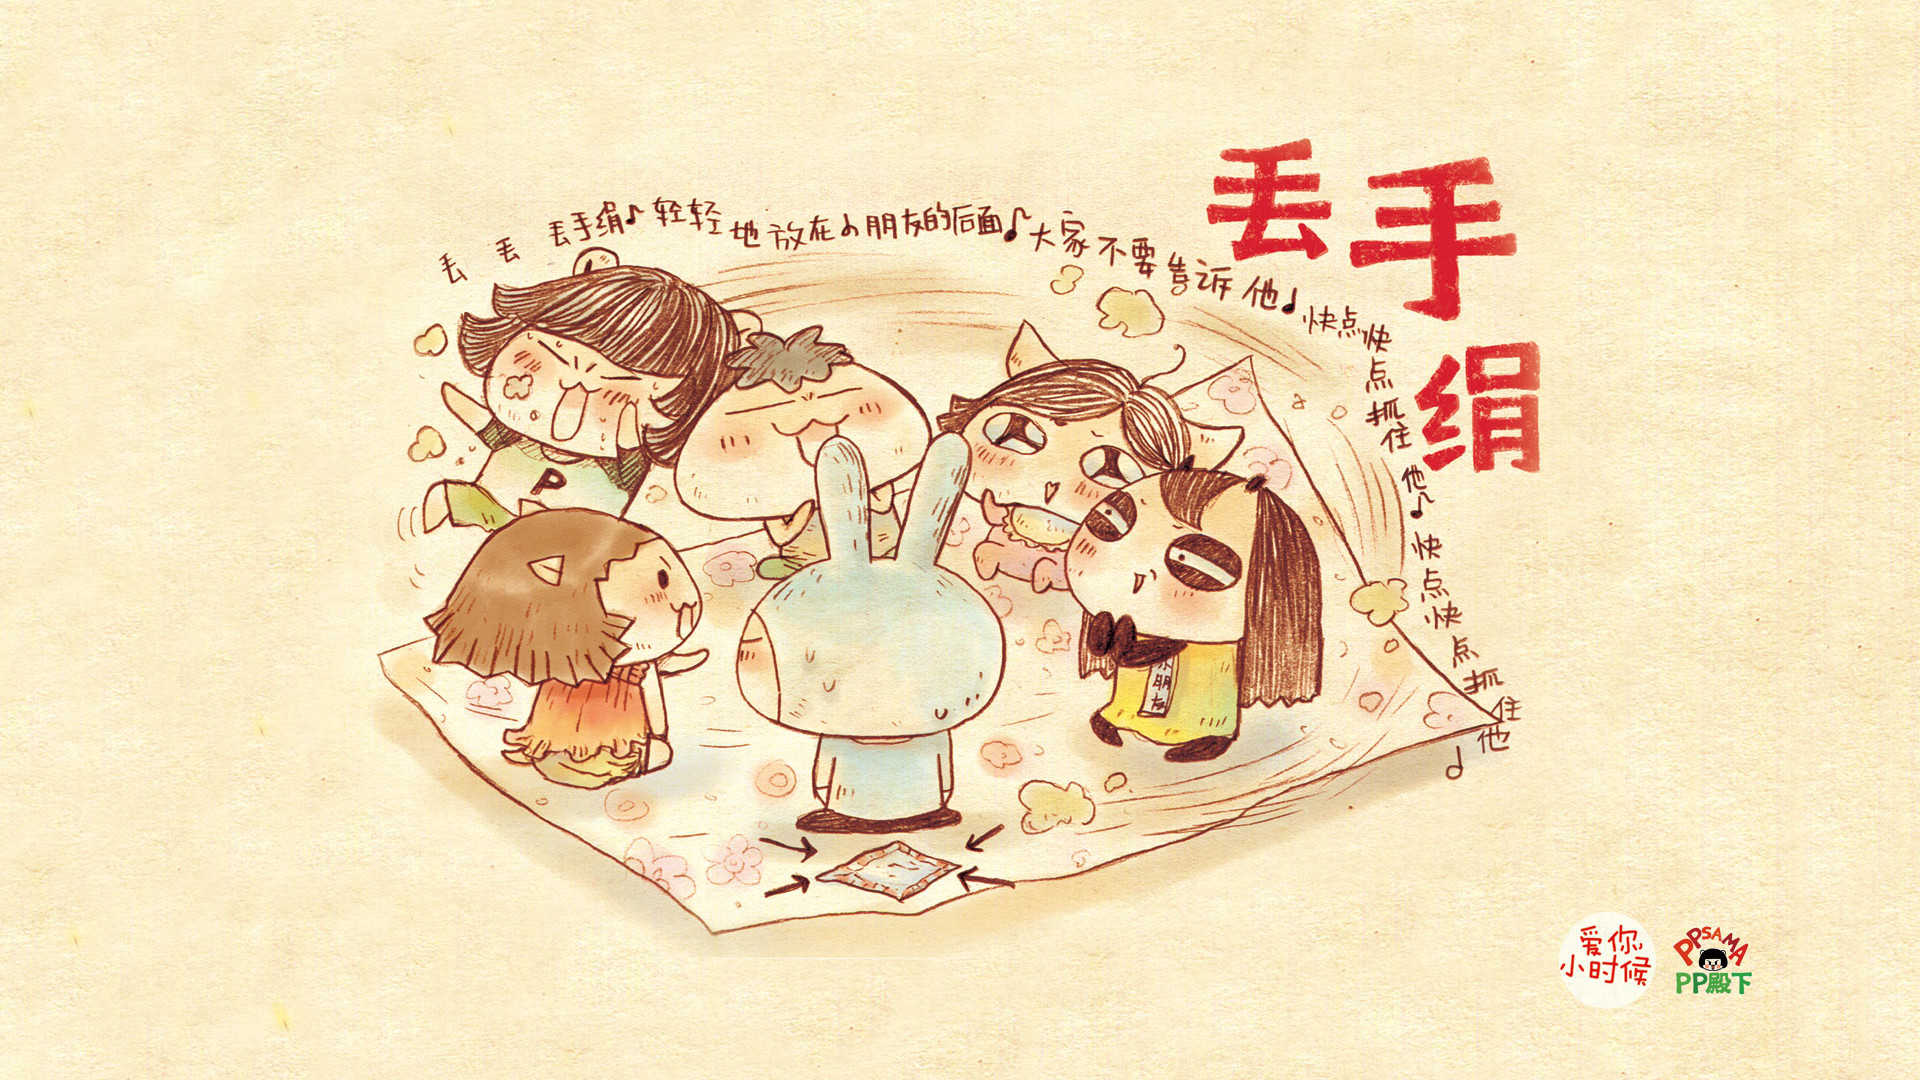 丢手绢
丢 丢 丢手绢♪轻轻地放在小朋友的后面♪大家不要告诉他♩快点快点抓住他♪快点快点抓住他♩
P
小朋友
爱你
小时候
PPSAMA
PP殿下